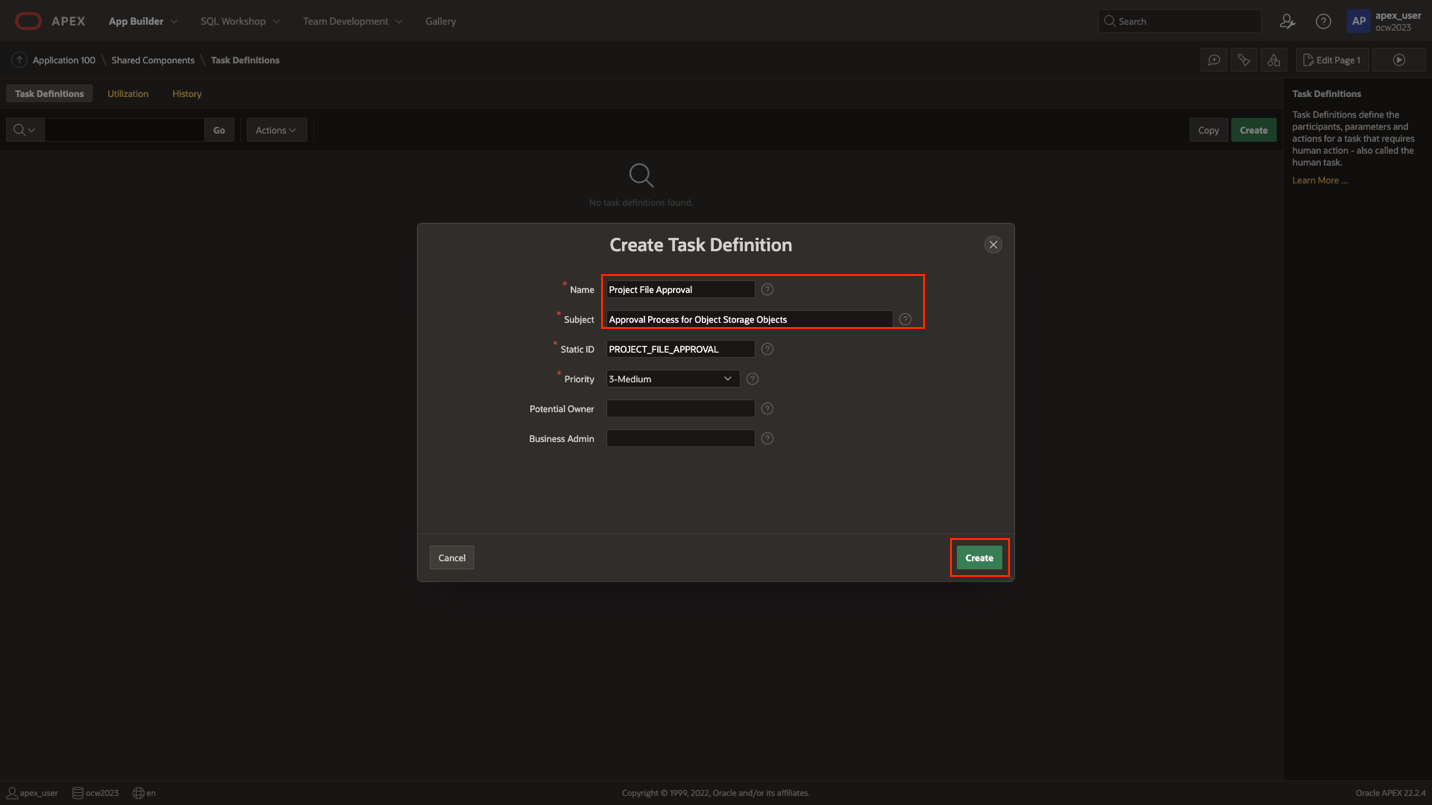 APEX App Builder SQL Workshop Team Development Gallery Search AP apex_user
ocw2023
Application 100 \ Shared Components \ Task Definitions Edit Page 1
Task Definitions Utilization History
Go Actions Copy Create
No task definitions found.
Task Definitions
Task Definitions define the
participants, parameters and
actions for a task that requires
human action - also called the
human task.
Learn More ...
Create Task Definition
* Name Project File Approval
* Subject Approval Process for Object Storage Objects
* Static ID PROJECT_FILE_APPROVAL
* Priority 3-Medium
Potential Owner
Business Admin
Cancel Create
apex_user ocw2023 en Copyright © 1999, 2022, Oracle and/or its affiliates. Oracle APEX 22.2.4